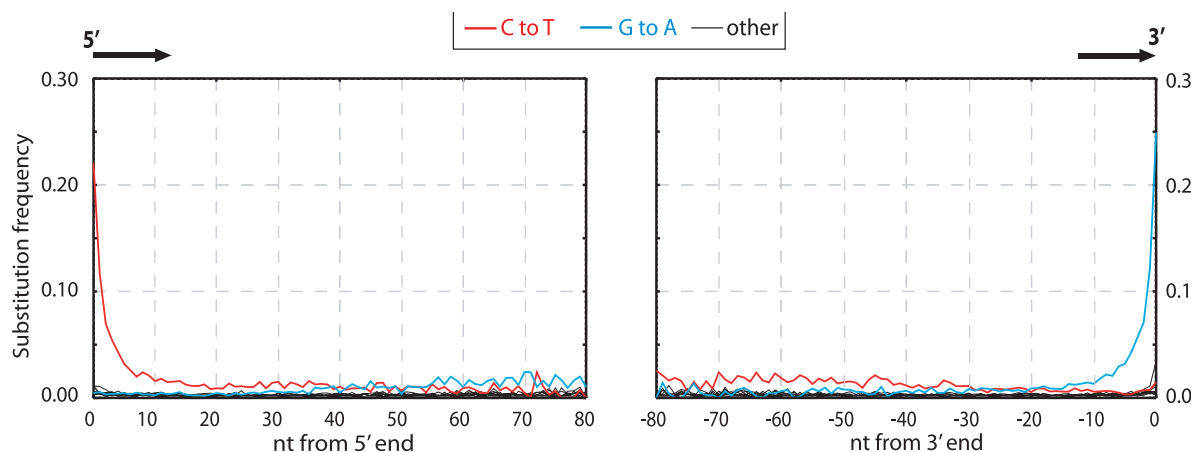 C to T G to A other
5’ 3’
0.30 0.3
0.20 0.2
0.10 0.1
0.00 0.0
Substitution frequency
0 10 20 30 40 50 60 70 80 -80 -70 -60 -50 -40 -30 -20 -10 0
nt from 5’ end nt from 3’ end